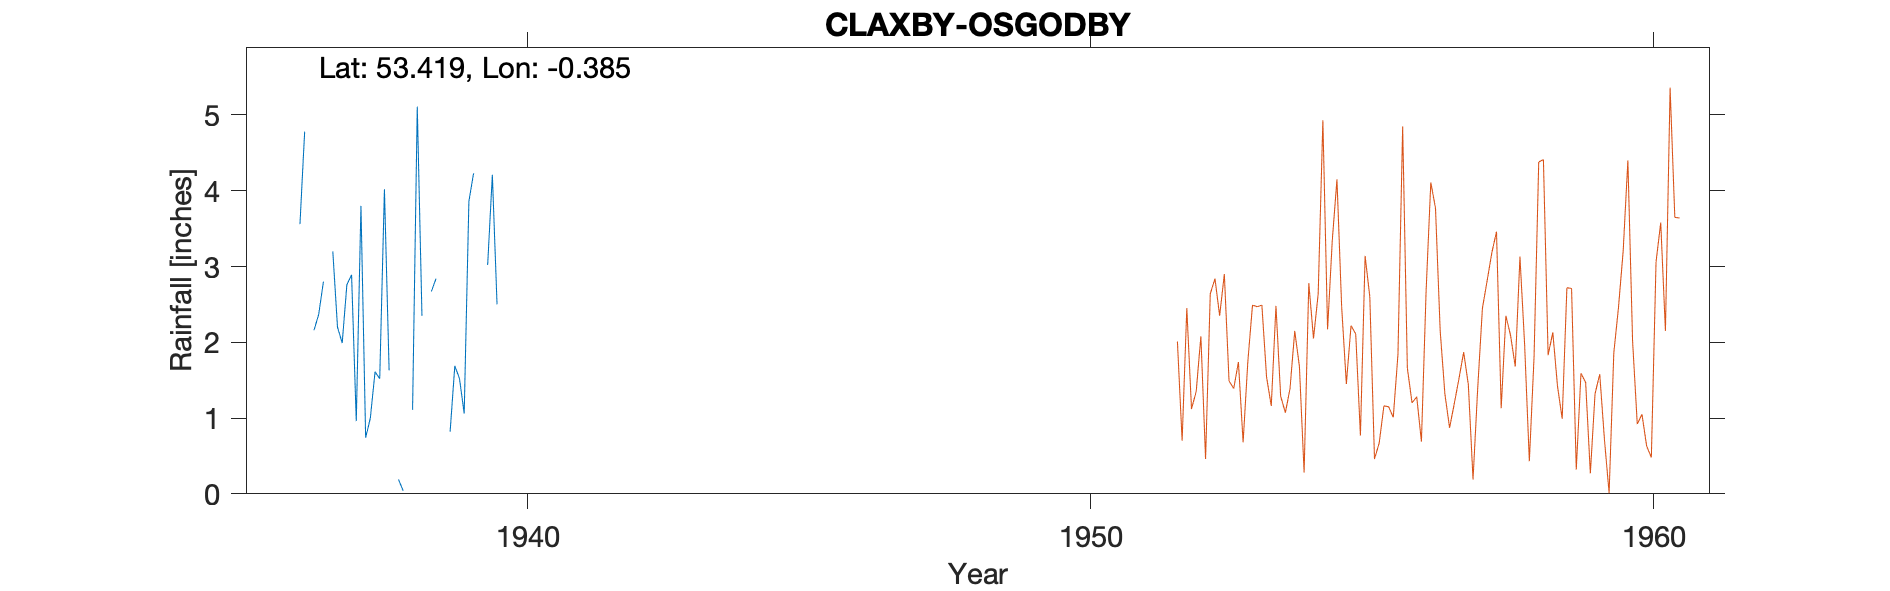 CLAXBY-OSGODBY
Lat: 53.419, Lon: -0.385
5
4
3
2
1
0
Rainfall [inches]
1940 1950 1960
Year